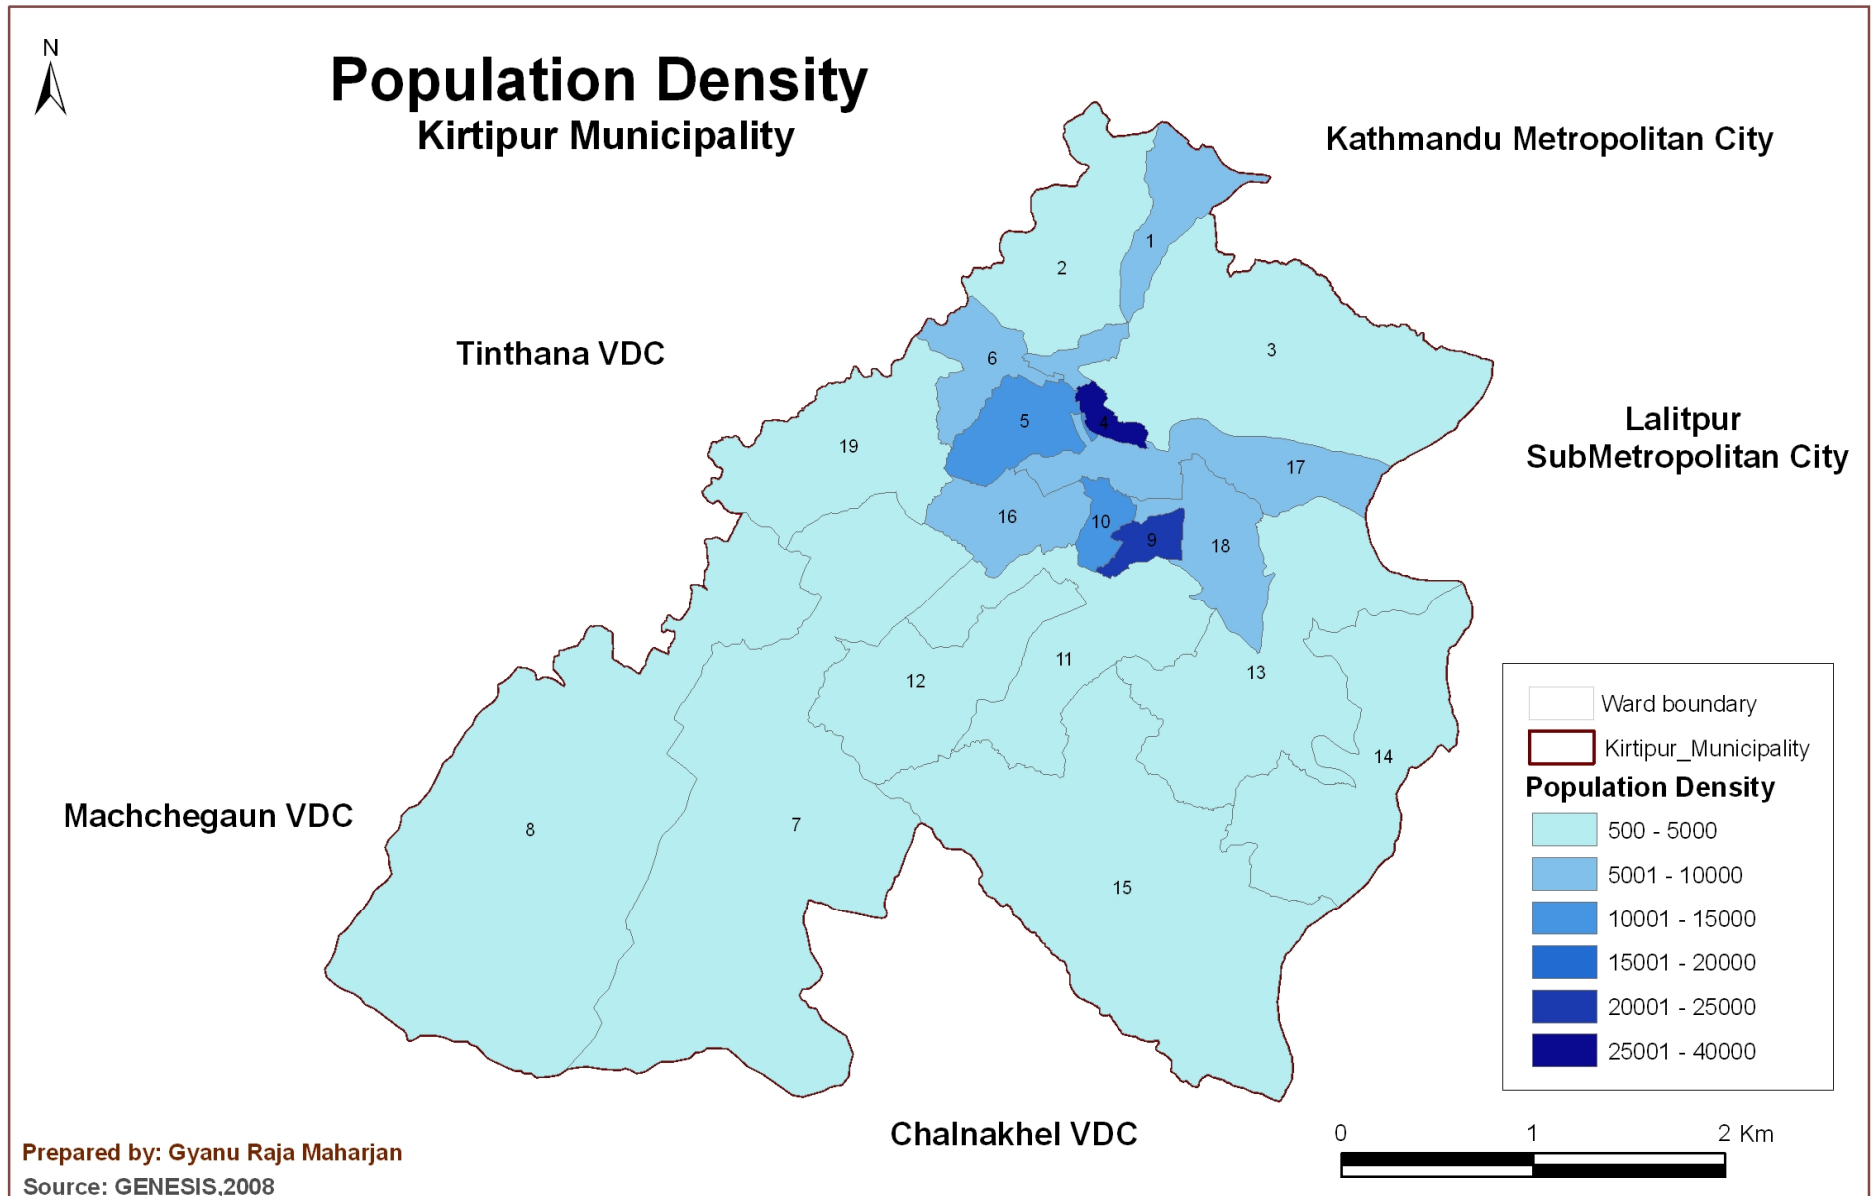 N
Population Density
Kirtipur Municipality
Kathmandu Metropolitan City
1
2
3
Tinthana VDC
6
4
5
Lalitpur
SubMetropolitan City
19
17
16
10
9
18
11
12
13
14
Machchegaun VDC
8
7
15
Ward boundary
Kirtipur_Municipality
Population Density
500 - 5000
5001 - 10000
10001 - 15000
15001 - 20000
20001 - 25000
25001 - 40000
Chalnakhel VDC
0 1 2 Km
Prepared by: Gyanu Raja Maharjan
Source: GENESIS,2008